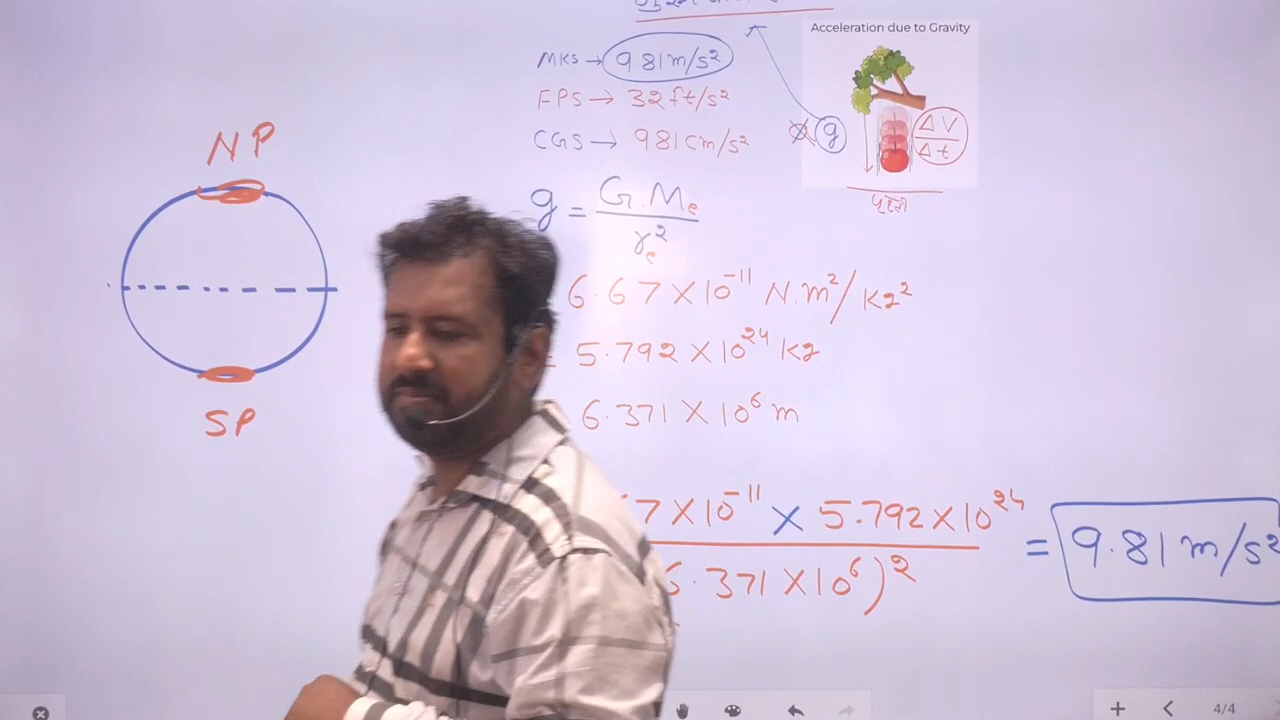 Acceleration due to Gravity
MKS → 9.81 m/s²
FPS → 32 ft/s²
CGS → 981 cm/s²
g
ΔV
Δt
पृथ्वी
NP
SP
g = G.Me
re²
6.67 × 10⁻¹¹ N.m²/Kg²
= 5.792 × 10²⁴ Kg
6.371 × 10⁶ m
7 × 10⁻¹¹ × 5.792 × 10²⁴
6.371 × 10⁶)²
= 9.81 m/s²
4/4